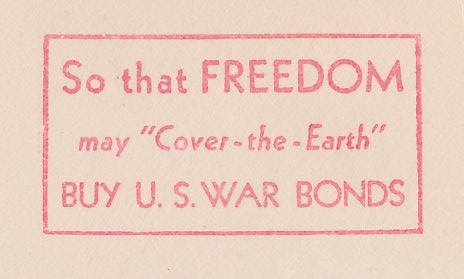 So that FREEDOM
may "Cover-the-Earth"
BUY U.S. WAR BONDS